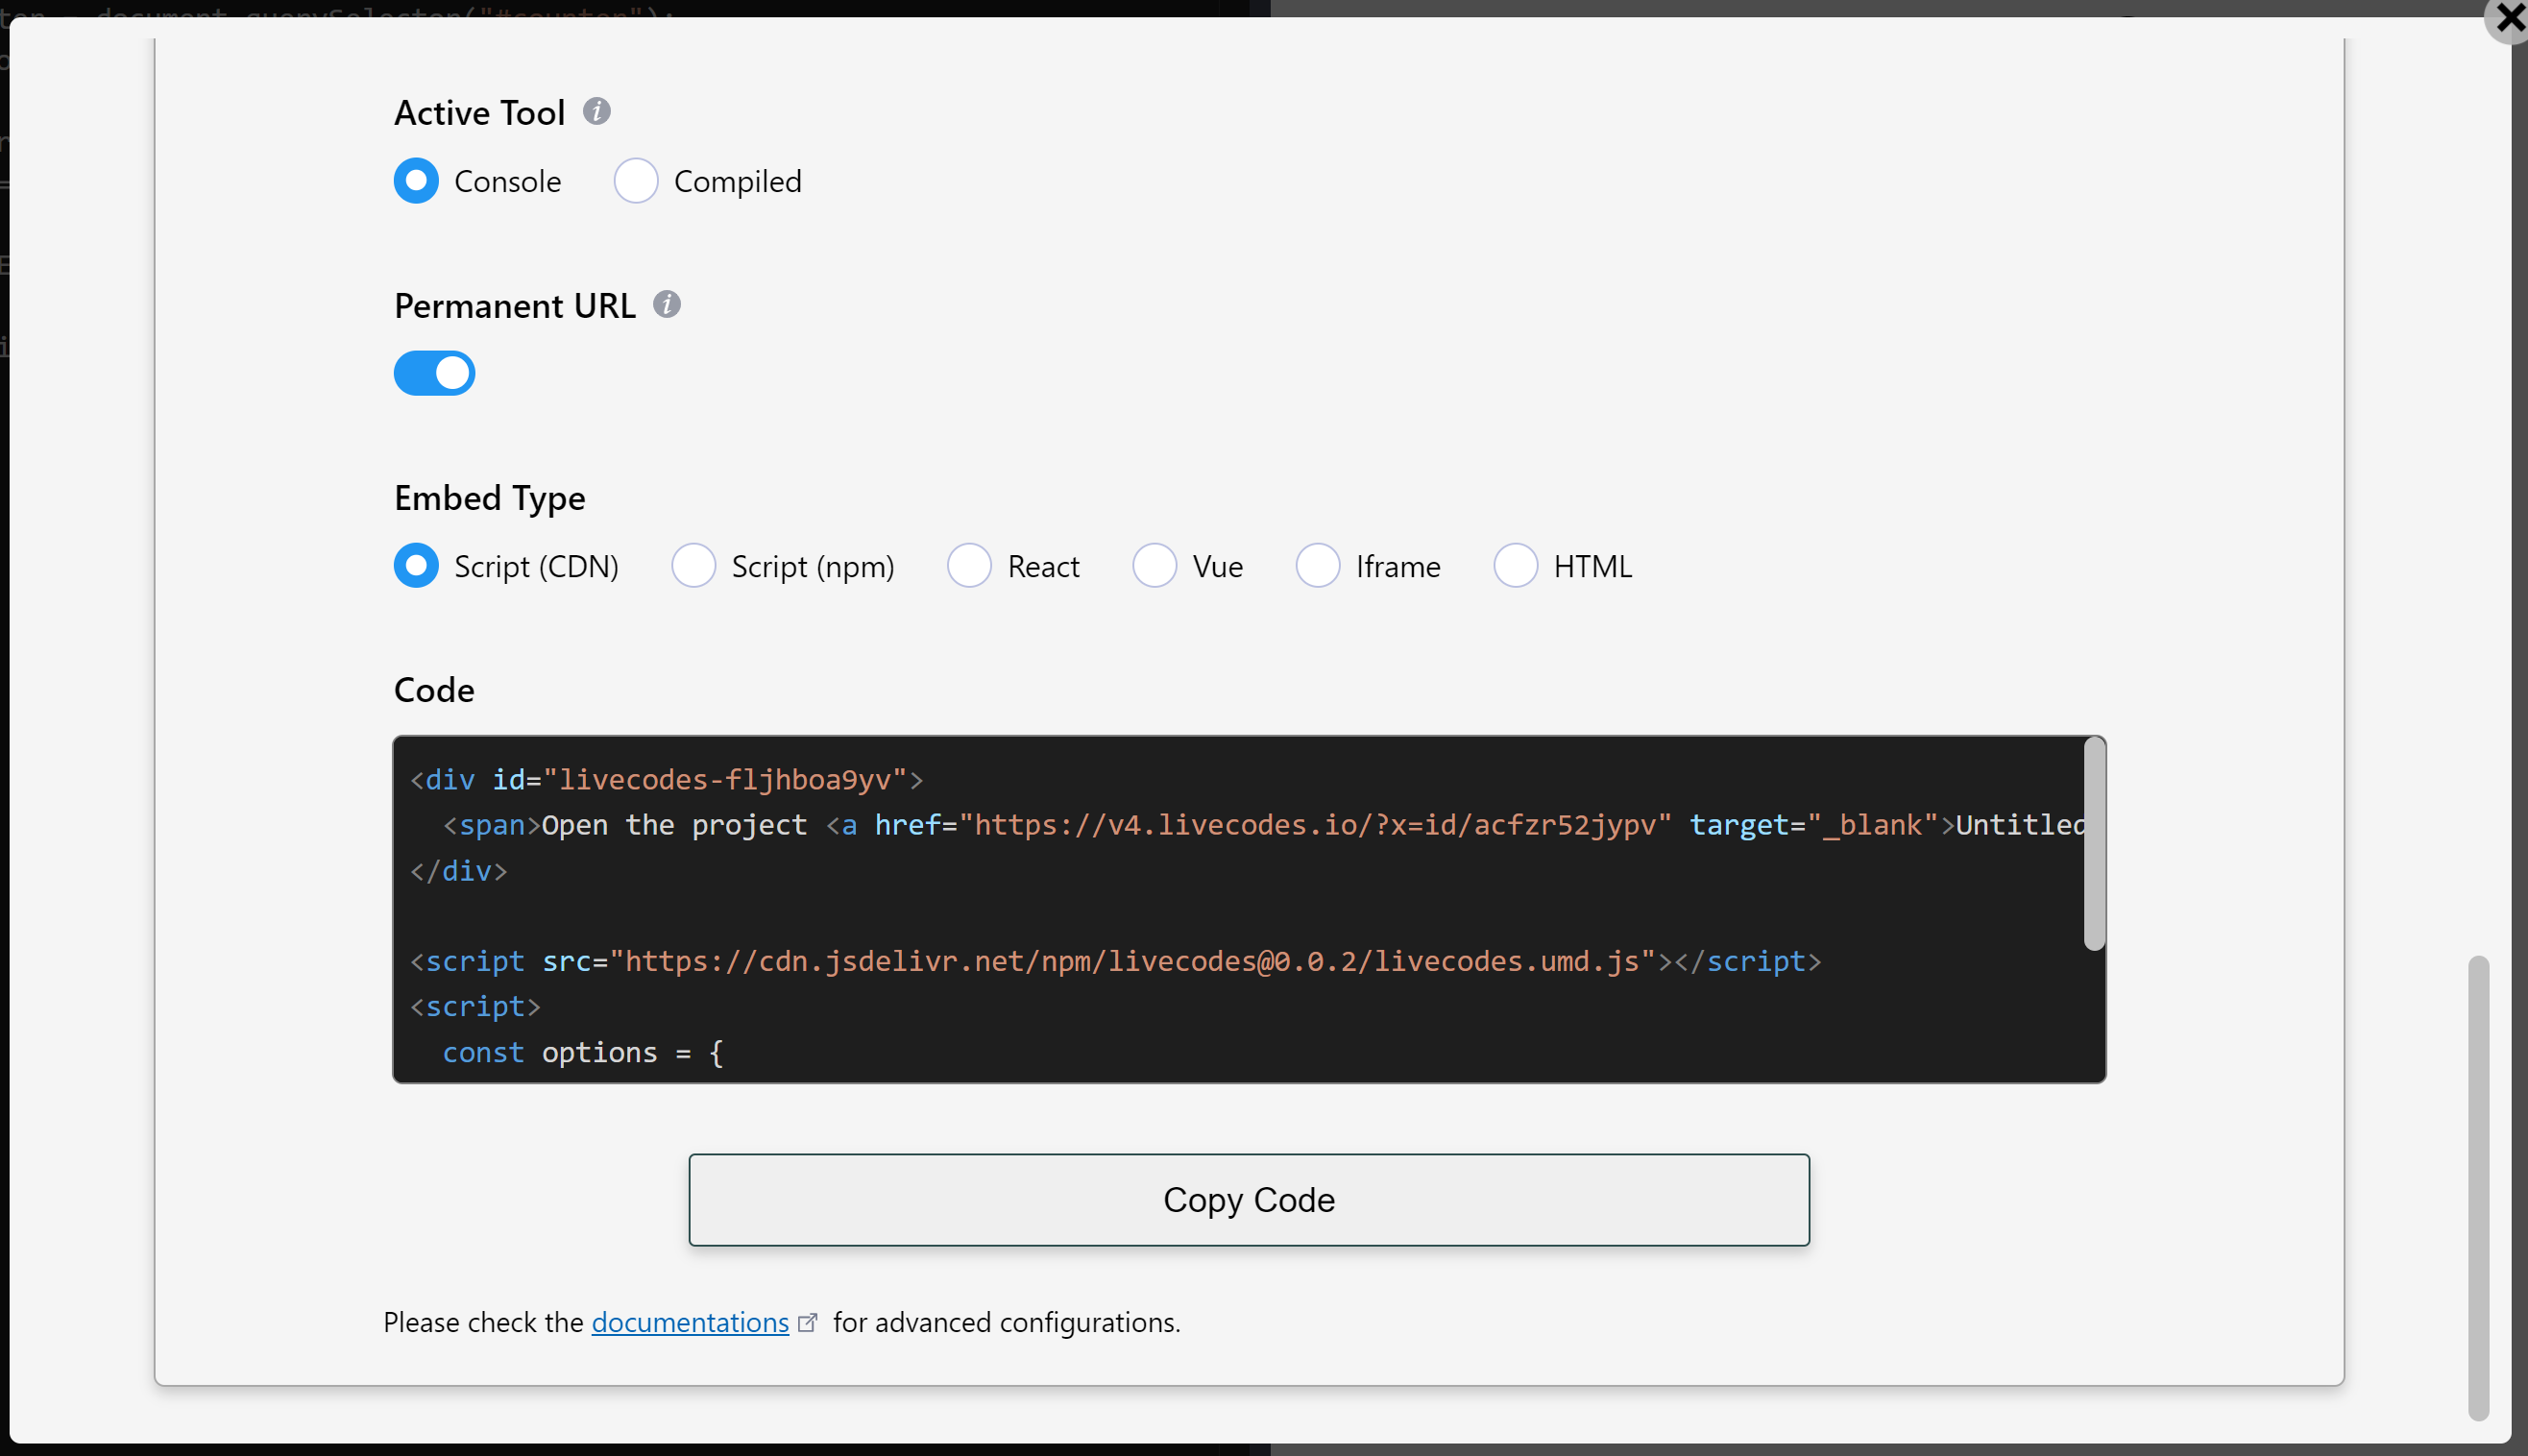 Active Tool
Console Compiled
Permanent URL
Embed Type
Script (CDN) Script (npm) React Vue Iframe HTML
Code
<div id="livecodes-fljhboa9yv">
<span>Open the project <a href="https://v4.livecodes.io/?x=id/acfzr52jypv" target="_blank">Untitled
</div>
<script src="https://cdn.jsdelivr.net/npm/livecodes@0.0.2/livecodes.umd.js"></script>
<script>
const options = {
Copy Code
Please check the documentations for advanced configurations.